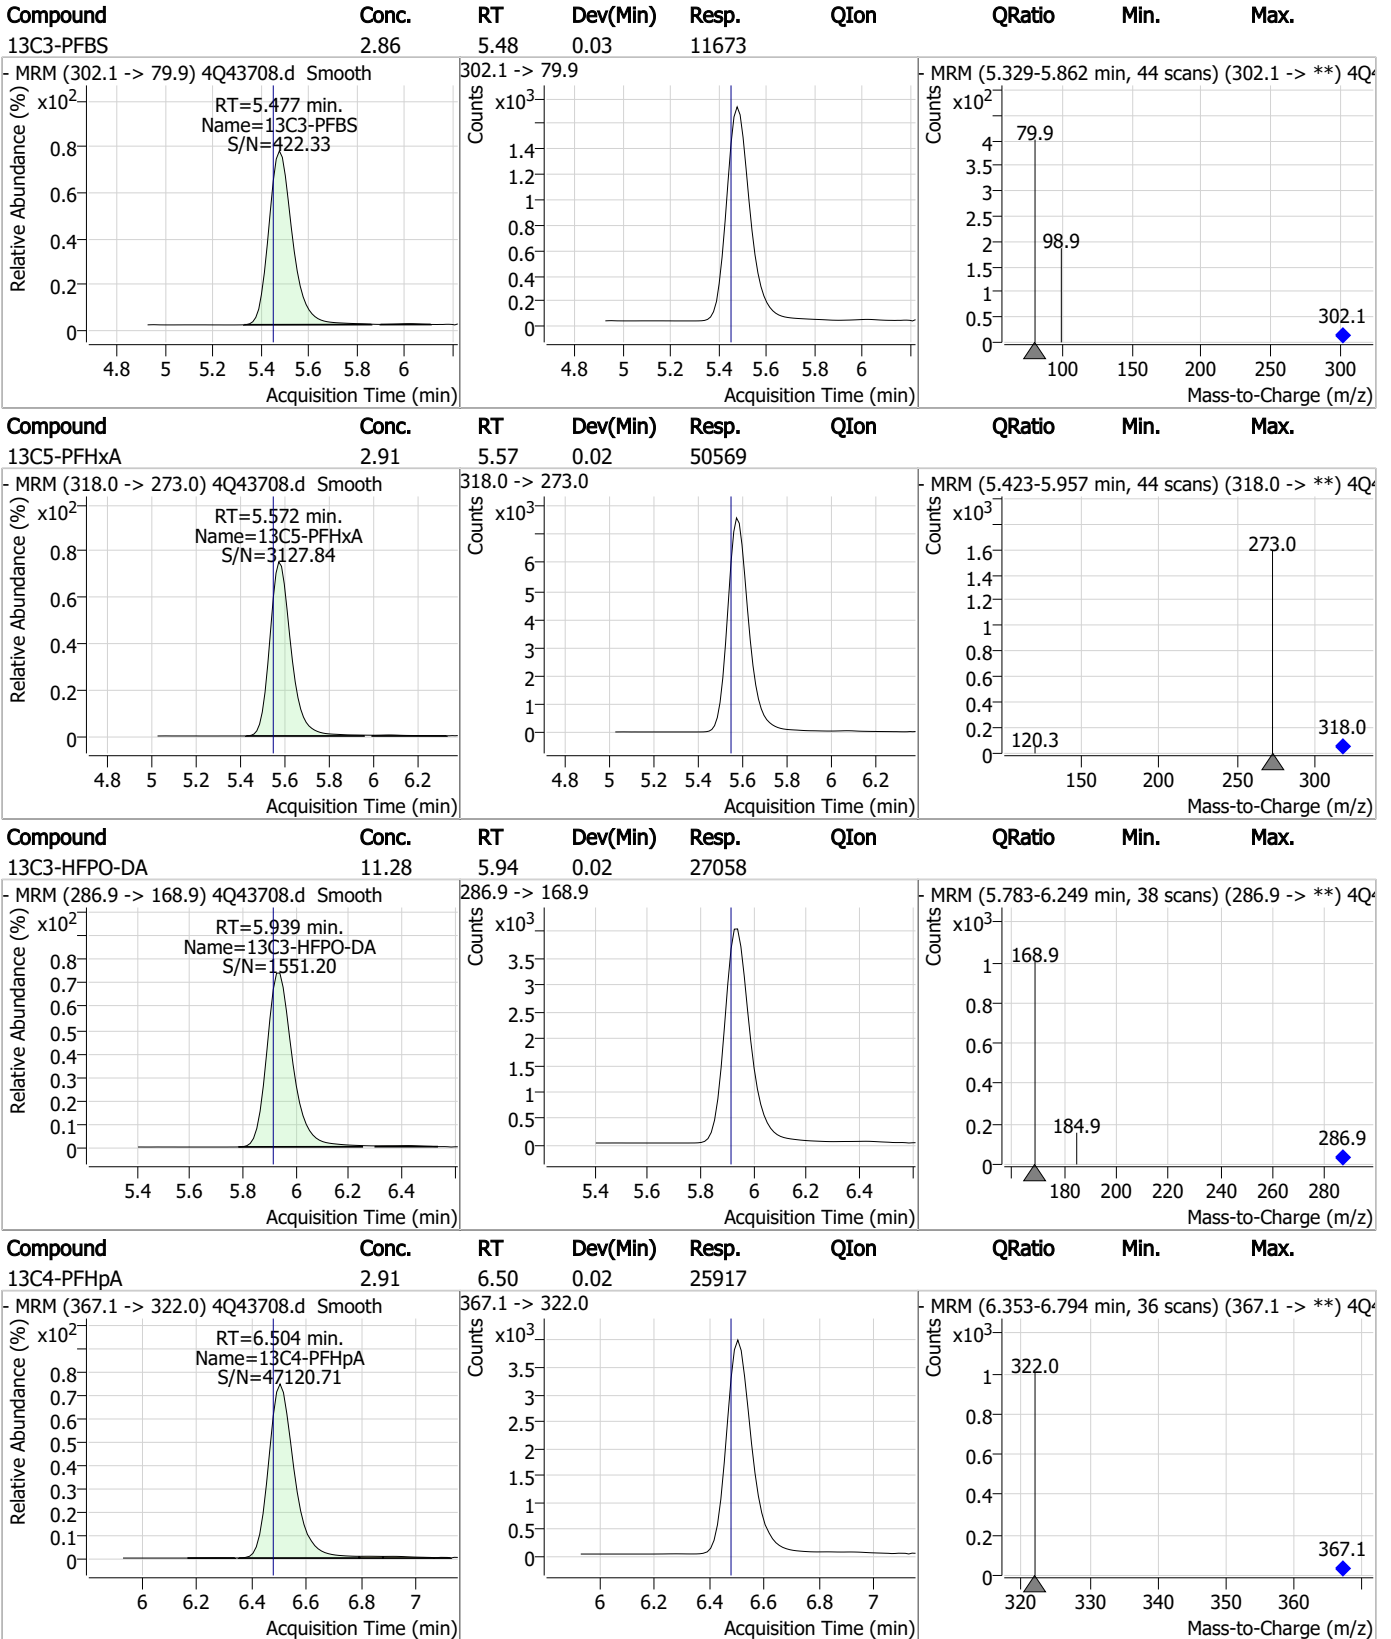 Compound Conc. RT Dev(Min) Resp. QIon QRatio Min. Max.
13C3-PFBS 2.86 5.48 0.03 11673
- MRM (302.1 -> 79.9) 4Q43708.d Smooth
Relative Abundance (%)
x10²
RT=5.477 min.
Name=13C3-PFBS
S/N=422.33
0.8
0.6
0.4
0.2
0
4.8 5 5.2 5.4 5.6 5.8 6
Acquisition Time (min)
302.1 -> 79.9
Counts
x10³
1.4
1.2
1
0.8
0.6
0.4
0.2
0
4.8 5 5.2 5.4 5.6 5.8 6
Acquisition Time (min)
- MRM (5.329-5.862 min, 44 scans) (302.1 -> **) 4Q4
Counts
x10²
79.9
98.9
302.1
4
3.5
3
2.5
2
1.5
1
0.5
0
100 150 200 250 300
Mass-to-Charge (m/z)
Compound Conc. RT Dev(Min) Resp. QIon QRatio Min. Max.
13C5-PFHxA 2.91 5.57 0.02 50569
- MRM (318.0 -> 273.0) 4Q43708.d Smooth
Relative Abundance (%)
x10²
RT=5.572 min.
Name=13C5-PFHxA
S/N=3127.84
0.8
0.6
0.4
0.2
0
4.8 5 5.2 5.4 5.6 5.8 6 6.2
Acquisition Time (min)
318.0 -> 273.0
Counts
x10³
6
5
4
3
2
1
0
4.8 5 5.2 5.4 5.6 5.8 6 6.2
Acquisition Time (min)
- MRM (5.423-5.957 min, 44 scans) (318.0 -> **) 4Q4
Counts
x10³
273.0
120.3
318.0
1.6
1.4
1.2
1
0.8
0.6
0.4
0.2
0
150 200 250 300
Mass-to-Charge (m/z)
Compound Conc. RT Dev(Min) Resp. QIon QRatio Min. Max.
13C3-HFPO-DA 11.28 5.94 0.02 27058
- MRM (286.9 -> 168.9) 4Q43708.d Smooth
Relative Abundance (%)
x10²
RT=5.939 min.
Name=13C3-HFPO-DA
S/N=1551.20
0.8
0.7
0.6
0.5
0.4
0.3
0.2
0.1
0
5.4 5.6 5.8 6 6.2 6.4
Acquisition Time (min)
286.9 -> 168.9
Counts
x10³
3.5
3
2.5
2
1.5
1
0.5
0
5.4 5.6 5.8 6 6.2 6.4
Acquisition Time (min)
- MRM (5.783-6.249 min, 38 scans) (286.9 -> **) 4Q4
Counts
x10³
168.9
184.9
286.9
1
0.8
0.6
0.4
0.2
0
180 200 220 240 260 280
Mass-to-Charge (m/z)
Compound Conc. RT Dev(Min) Resp. QIon QRatio Min. Max.
13C4-PFHpA 2.91 6.50 0.02 25917
- MRM (367.1 -> 322.0) 4Q43708.d Smooth
Relative Abundance (%)
x10²
RT=6.504 min.
Name=13C4-PFHpA
S/N=47120.71
0.8
0.7
0.6
0.5
0.4
0.3
0.2
0.1
0
6 6.2 6.4 6.6 6.8 7
Acquisition Time (min)
367.1 -> 322.0
Counts
x10³
3.5
3
2.5
2
1.5
1
0.5
0
6 6.2 6.4 6.6 6.8 7
Acquisition Time (min)
- MRM (6.353-6.794 min, 36 scans) (367.1 -> **) 4Q4
Counts
x10³
322.0
367.1
1
0.8
0.6
0.4
0.2
0
320 330 340 350 360
Mass-to-Charge (m/z)